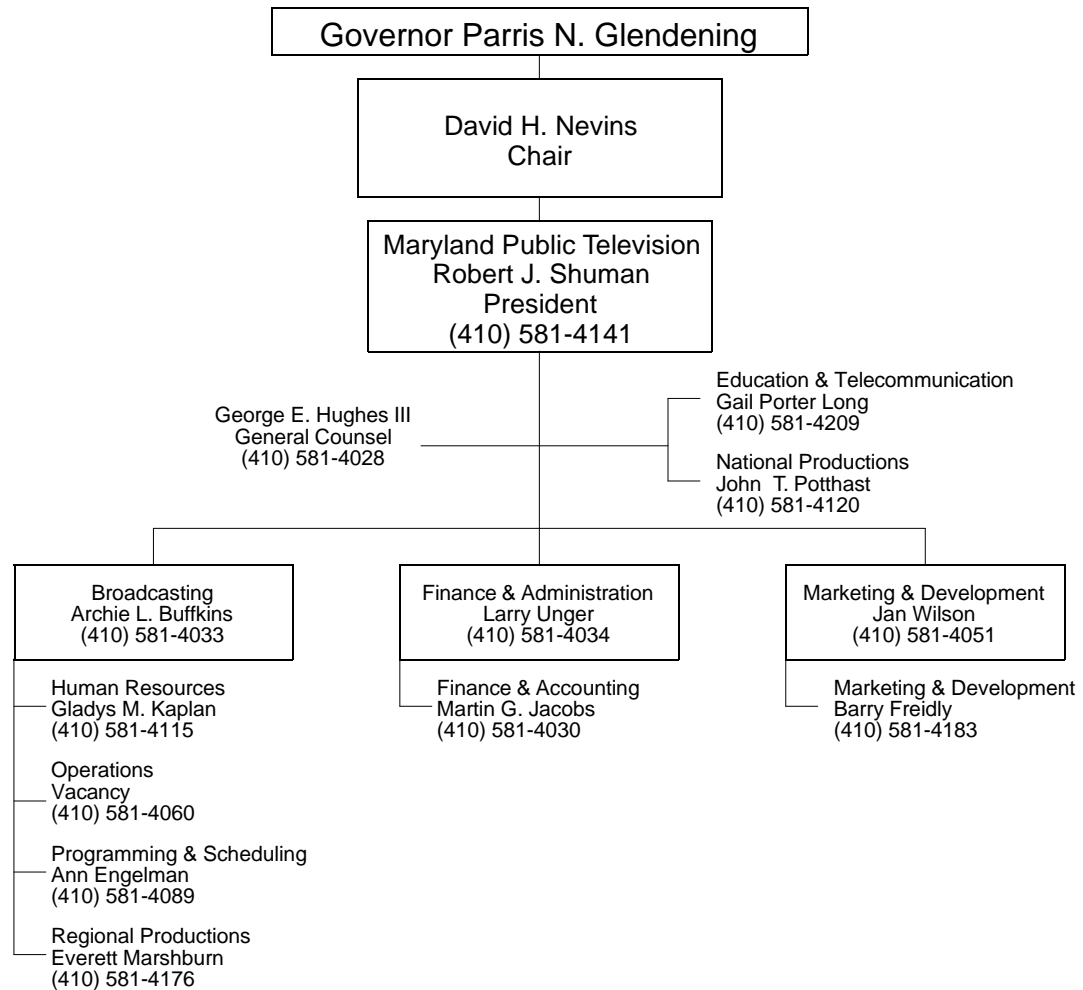 Governor Parris N. Glendening
David H. Nevins
Chair
Maryland Public Television
Robert J. Shuman
President
(410) 581-4141
George E. Hughes III
General Counsel
(410) 581-4028
Education & Telecommunication
Gail Porter Long
(410) 581-4209
National Productions
John T. Potthast
(410) 581-4120
Broadcasting
Archie L. Buffkins
(410) 581-4033
Human Resources
Gladys M. Kaplan
(410) 581-4115
Operations
Vacancy
(410) 581-4060
Programming & Scheduling
Ann Engelman
(410) 581-4089
Regional Productions
Everett Marshburn
(410) 581-4176
Finance & Administration
Larry Unger
(410) 581-4034
Finance & Accounting
Martin G. Jacobs
(410) 581-4030
Marketing & Development
Jan Wilson
(410) 581-4051
Marketing & Development
Barry Freidly
(410) 581-4183